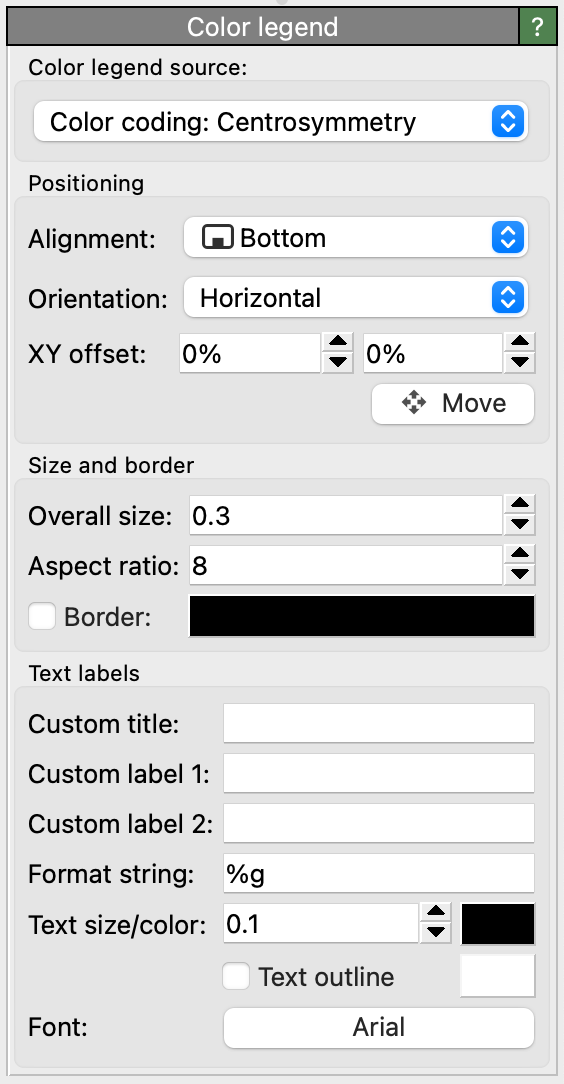 Color legend ?
Color legend source:
Color coding: Centrosymmetry
Positioning
Alignment: Bottom
Orientation: Horizontal
XY offset: 0% 0%
Move
Size and border
Overall size: 0.3
Aspect ratio: 8
Border:
Text labels
Custom title:
Custom label 1:
Custom label 2:
Format string: %g
Text size/color: 0.1
Text outline
Font: Arial